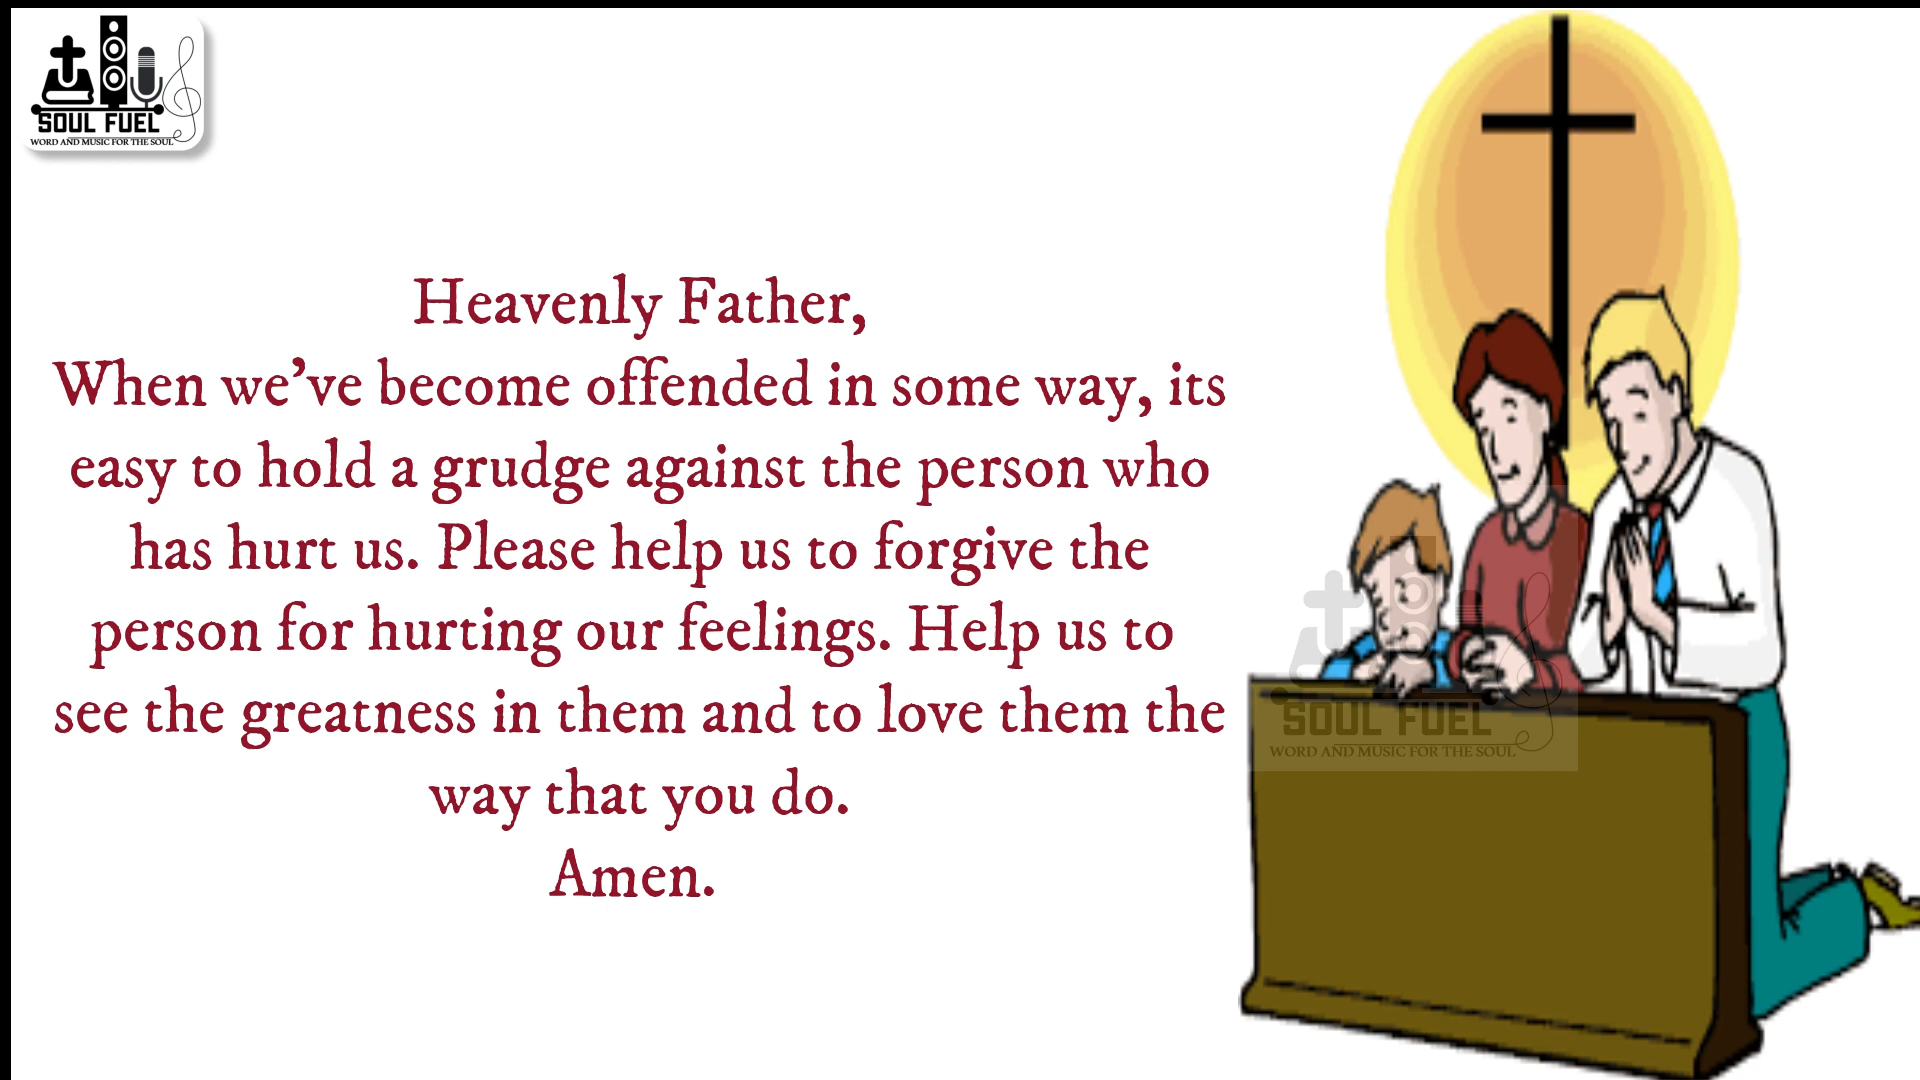 SOUL FUEL
WORD AND MUSIC FOR THE SOUL
Heavenly Father,
When we've become offended in some way, its
easy to hold a grudge against the person who
has hurt us. Please help us to forgive the
person for hurting our feelings. Help us to
see the greatness in them and to love them the
way that you do.
Amen.
SOUL FUEL
WORD AND MUSIC FOR THE SOUL